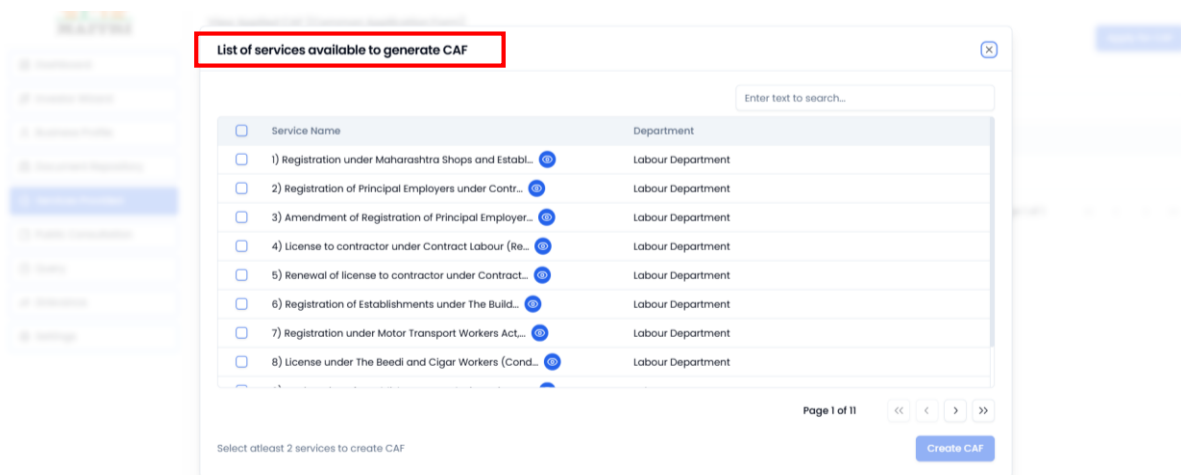 List of services available to generate CAF
Enter text to search...
Service Name Department
1) Registration under Maharashtra Shops and Establ... Labour Department
2) Registration of Principal Employers under Contr... Labour Department
3) Amendment of Registration of Principal Employer... Labour Department
4) License to contractor under Contract Labour (Re... Labour Department
5) Renewal of license to contractor under Contract... Labour Department
6) Registration of Establishments under The Build... Labour Department
7) Registration under Motor Transport Workers Act,... Labour Department
8) License under The Beedi and Cigar Workers (Cond... Labour Department
Page 1 of 11
Select atleast 2 services to create CAF
Create CAF